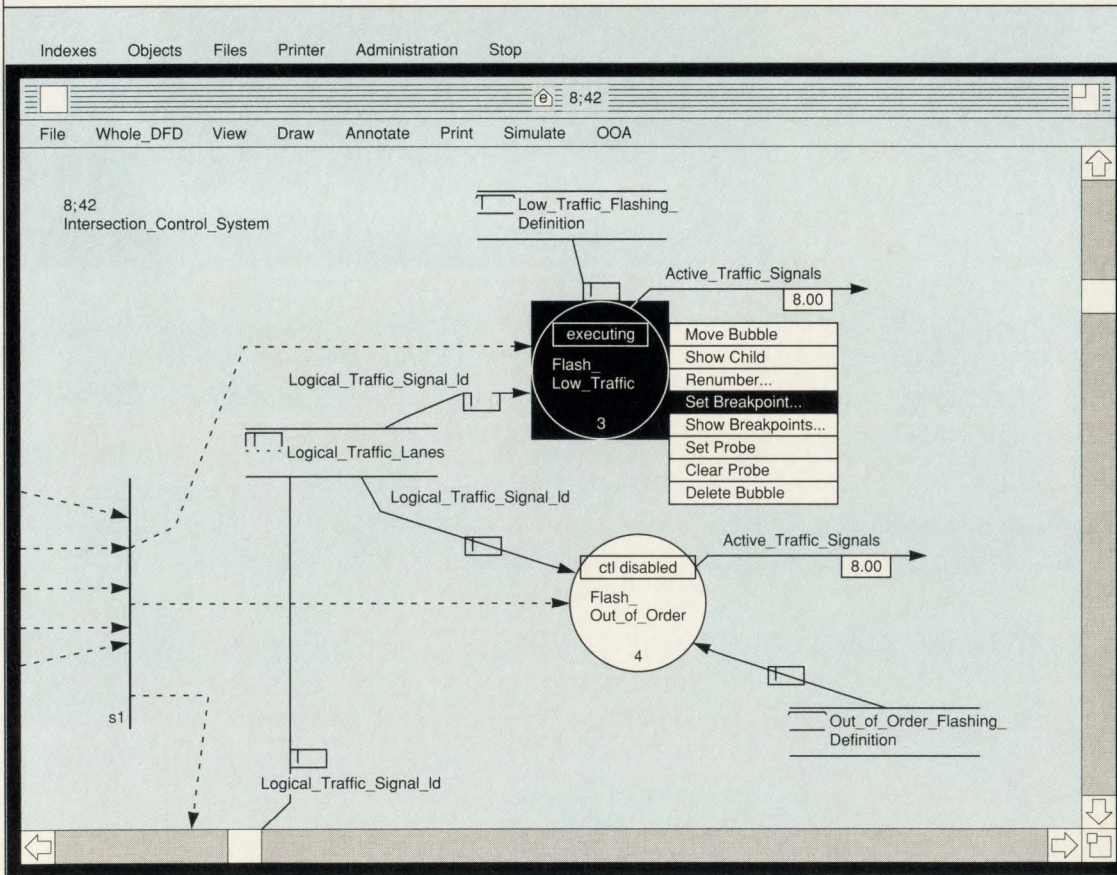 Indexes Objects Files Printer Administration Stop
e 8;42
File Whole_DFD View Draw Annotate Print Simulate OOA
8;42
Intersection_Control_System
Low_Traffic_Flashing_
Definition
Active_Traffic_Signals
8.00
executing
Flash_
Low_Traffic
3
Move Bubble
Show Child
Renumber...
Set Breakpoint...
Show Breakpoints...
Set Probe
Clear Probe
Delete Bubble
Logical_Traffic_Signal_Id
Logical_Traffic_Lanes
Logical_Traffic_Signal_Id
Active_Traffic_Signals
8.00
ctl disabled
Flash_
Out_of_Order
4
s1
Out_of_Order_Flashing_
Definition
Logical_Traffic_Signal_Id